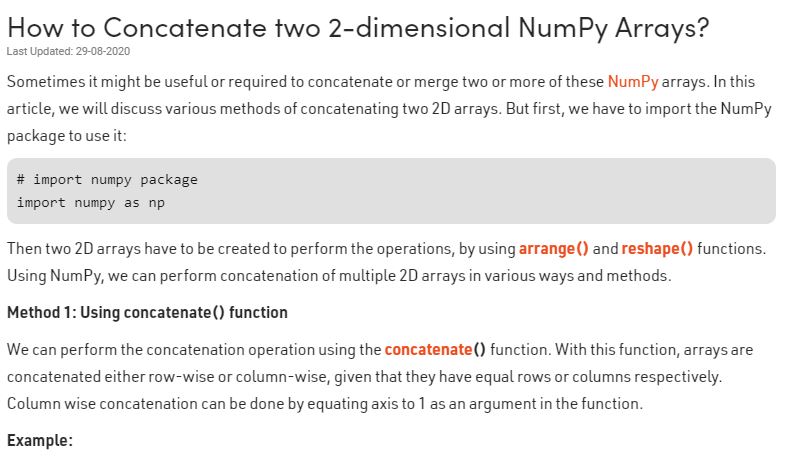 How to Concatenate two 2-dimensional NumPy Arrays?
Last Updated: 29-08-2020
Sometimes it might be useful or required to concatenate or merge two or more of these NumPy arrays. In this
article, we will discuss various methods of concatenating two 2D arrays. But first, we have to import the NumPy
package to use it:
# import numpy package
import numpy as np
Then two 2D arrays have to be created to perform the operations, by using arrange() and reshape() functions.
Using NumPy, we can perform concatenation of multiple 2D arrays in various ways and methods.
Method 1: Using concatenate() function
We can perform the concatenation operation using the concatenate() function. With this function, arrays are
concatenated either row-wise or column-wise, given that they have equal rows or columns respectively.
Column wise concatenation can be done by equating axis to 1 as an argument in the function.
Example: